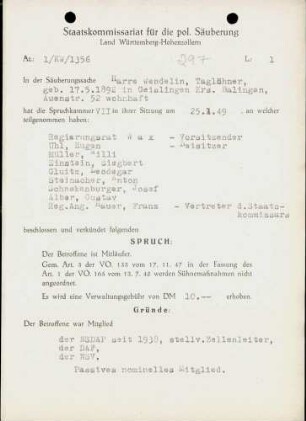 Staatskommissariat für die pol. Säuberung
Land Württemberg-Hohenzollern
Az: 1/KW/1356 297 L: 1
In der Säuberungssache Harre Wendelin, Taglöhner,
geb. 17.5.1892 in Geislingen Krs. Balingen,
Auenstr. 52 wohnhaft
hat die Spruchkammer VII in ihrer Sitzung am 25.1.49 , an welcher
teilgenommen haben:
Regierungsrat Wax - Vorsitzender
Uhl, Eugen - Beisitzer
Müller, Willi
Einstein, Siegbert
Gluitz, Leodegar
Steimacher, Anton
Schnekenburger, Josef
Alber, Gustav
Reg.Ang. Bauer, Franz - Vertreter d.Staats-
kommissars
beschlossen und verkündet folgenden
SPRUCH:
Der Betroffene ist Mitläufer.
Gem. Art. 3 der VO. 133 vom 17. 11. 47 in der Fassung des
Art. 1 der VO. 165 vom 13. 7. 48 werden Sühnemaßnahmen nicht
angeordnet.
Es wird eine Verwaltungsgebühr von DM 10.-- erhoben.
Gründe:
Der Betroffene war Mitglied
der NSDAP seit 1938, stellv.Zellenleiter,
der DAF,
der NSV.
Passives nominelles Mitglied.